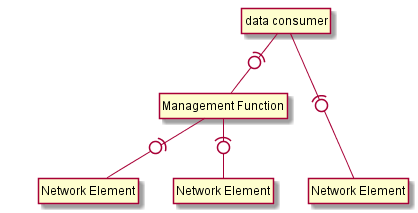 data consumer
Management Function
Network Element
Network Element
Network Element